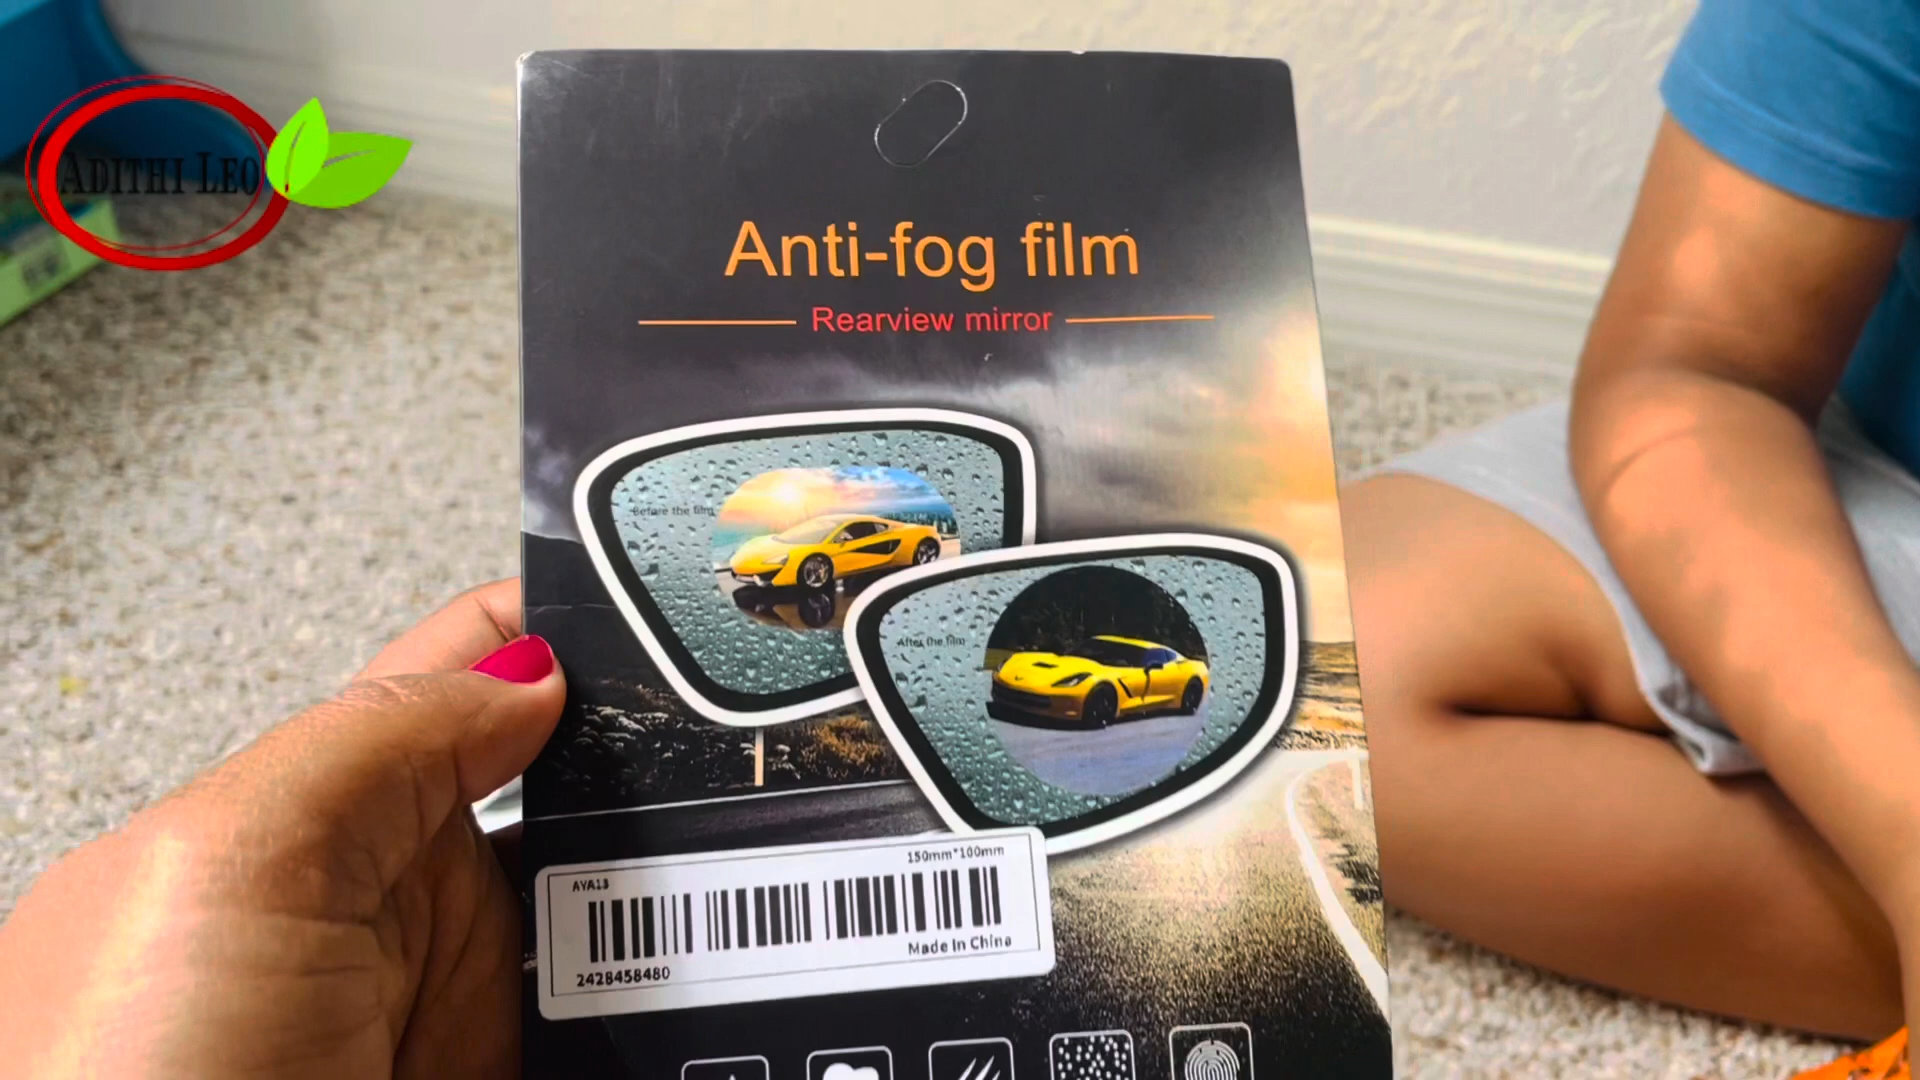 ADITHI LEO
Anti-fog film
Rearview mirror
Before the film
After the film
150mm*100mm
AYA13
Made In China
2428458480